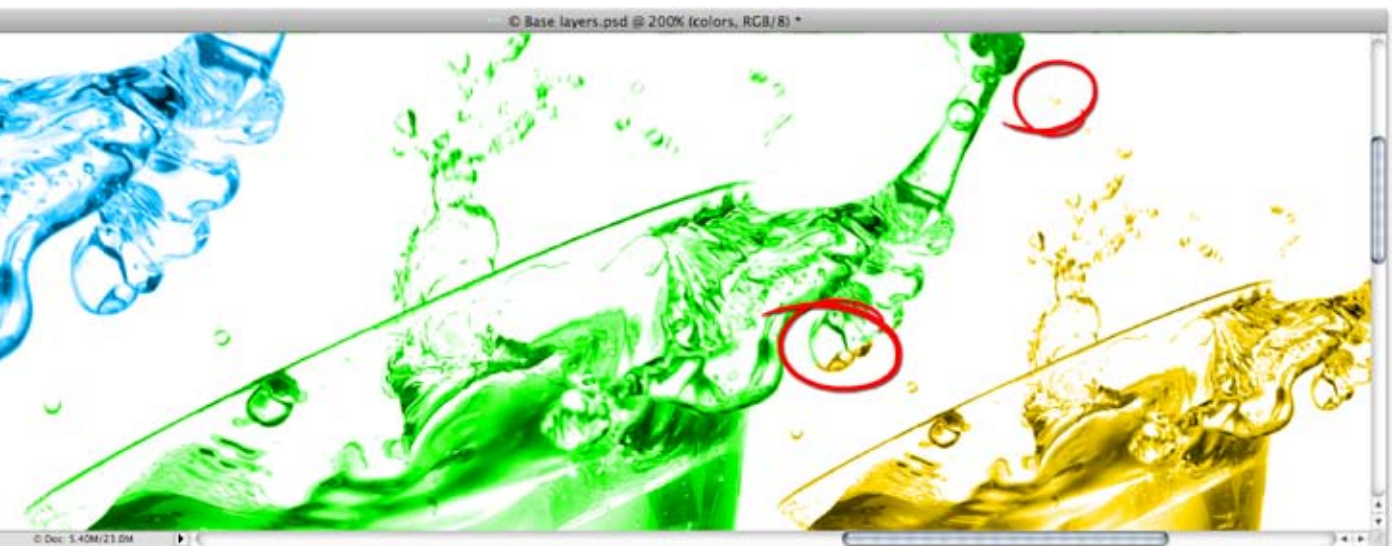 © Base layers.psd @ 200% (colors, RGB/8) *
© Doc: 5.40M/23.0M